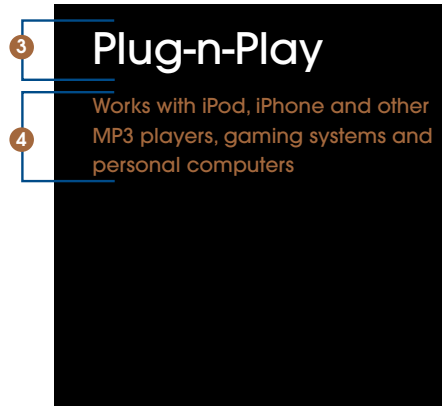 3
Plug-n-Play
4
Works with iPod, iPhone and other
MP3 players, gaming systems and
personal computers